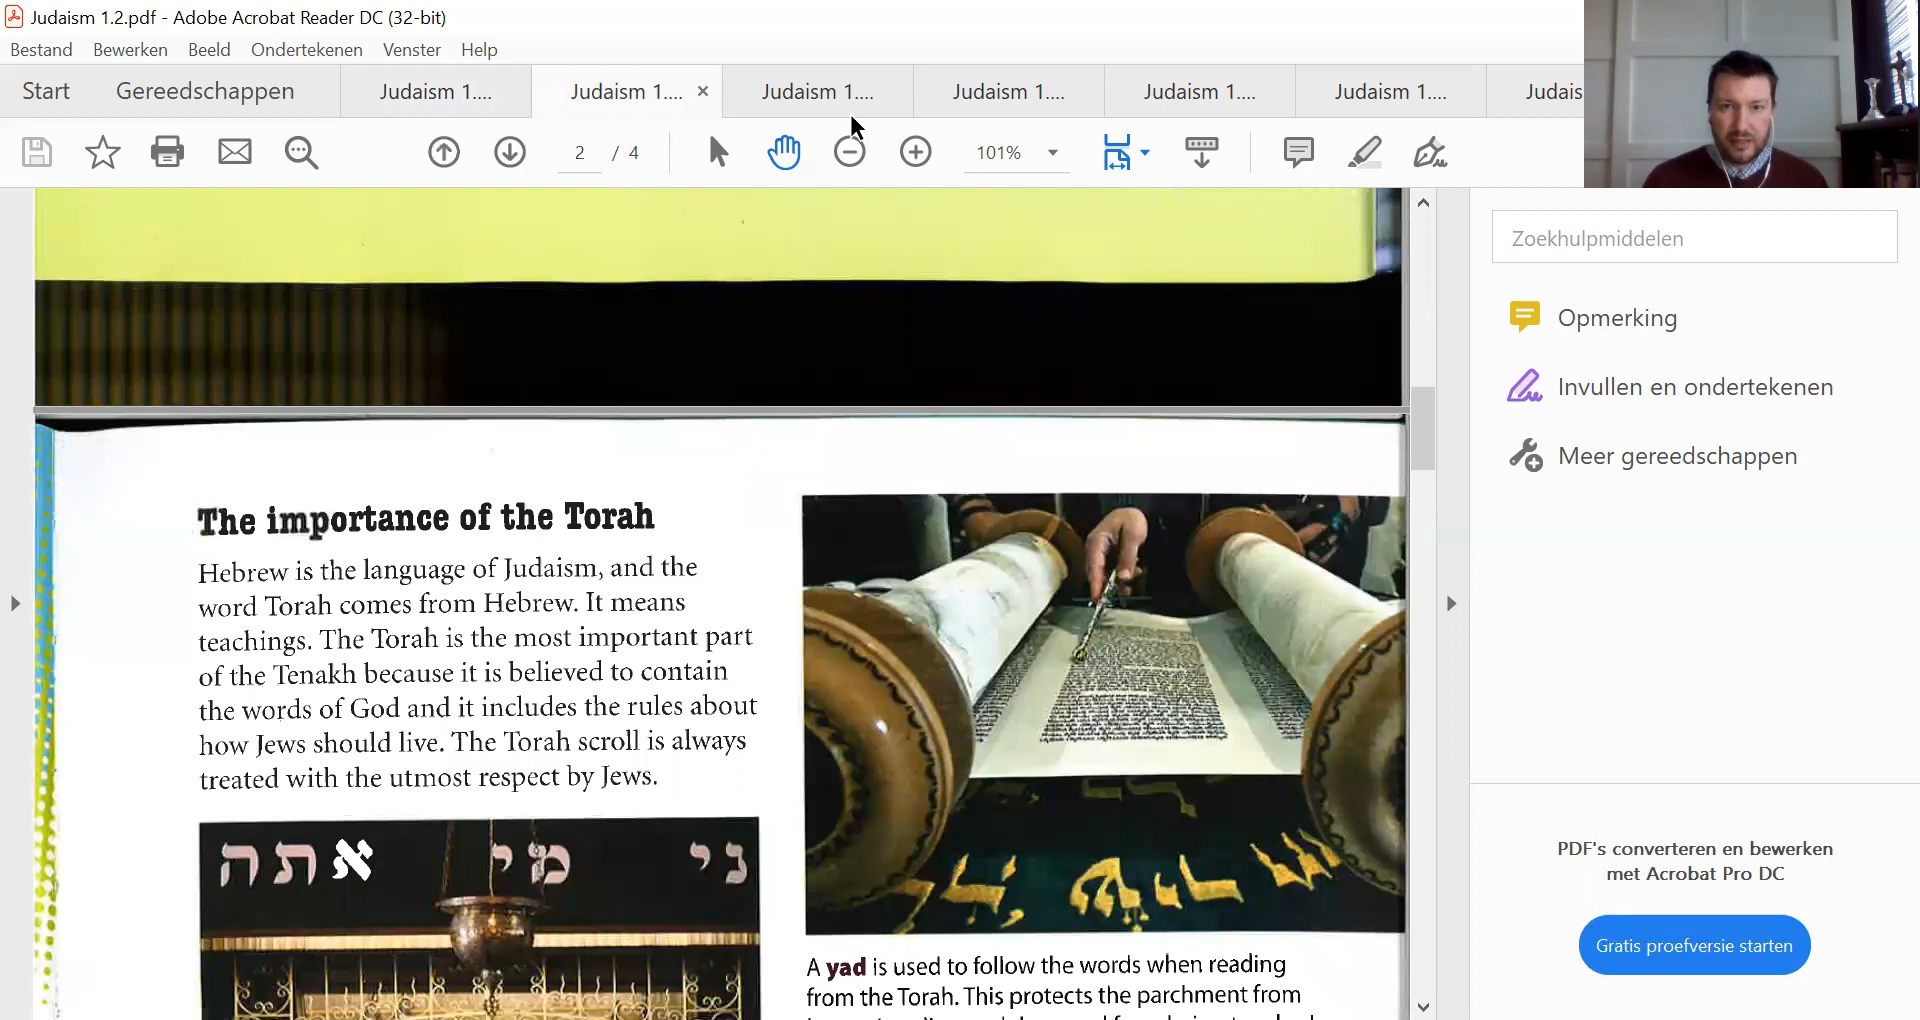 Judaism 1.2.pdf - Adobe Acrobat Reader DC (32-bit)
Bestand Bewerken Beeld Ondertekenen Venster Help
Start Gereedschappen Judaism 1.... Judaism 1.... × Judaism 1.... Judaism 1.... Judaism 1.... Judaism 1.... Judais
2 / 4 101%
Zoekhulpmiddelen
Opmerking
Invullen en ondertekenen
Meer gereedschappen
PDF's converteren en bewerken
met Acrobat Pro DC
Gratis proefversie starten
The importance of the Torah
Hebrew is the language of Judaism, and the
word Torah comes from Hebrew. It means
teachings. The Torah is the most important part
of the Tenakh because it is believed to contain
the words of God and it includes the rules about
how Jews should live. The Torah scroll is always
treated with the utmost respect by Jews.
A yad is used to follow the words when reading
from the Torah. This protects the parchment from